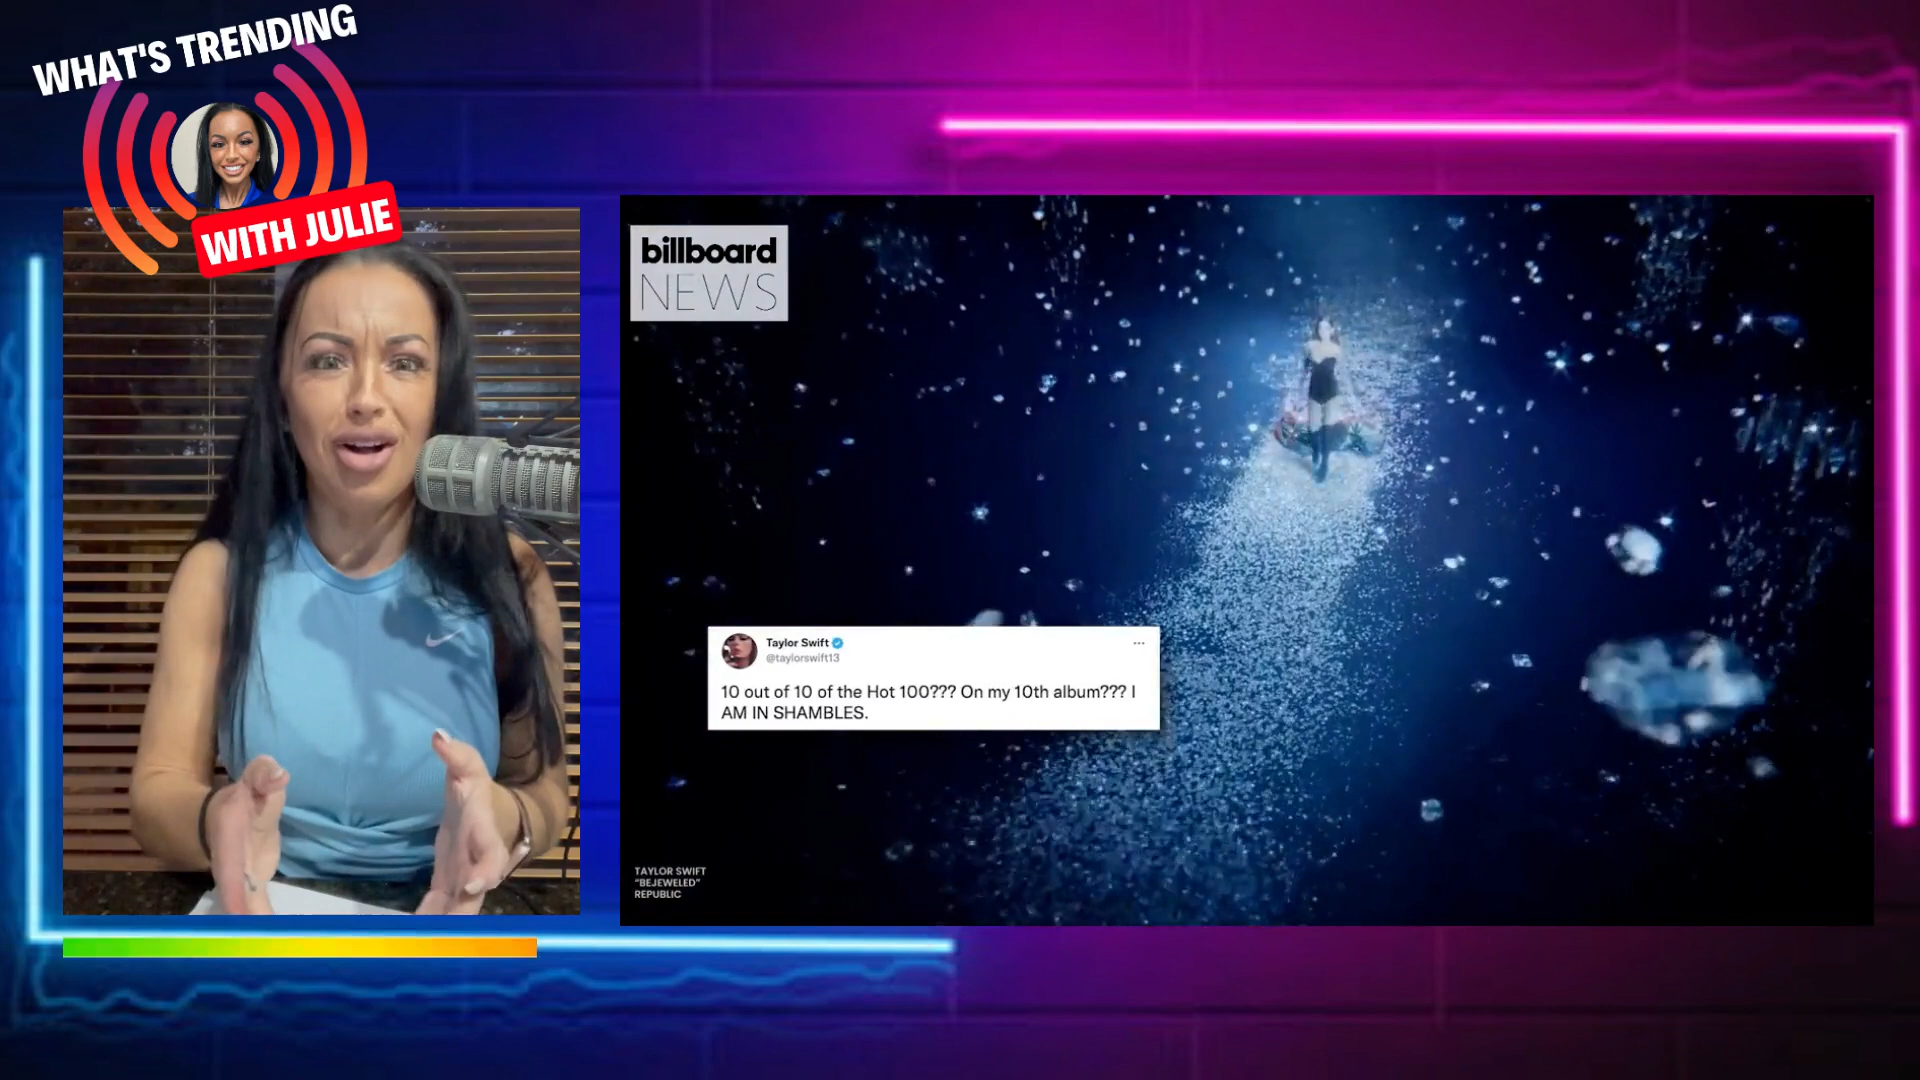 WHAT'S TRENDING
WITH JULIE
billboard
NEWS
Taylor Swift
@taylorswift13
10 out of 10 of the Hot 100??? On my 10th album??? I
AM IN SHAMBLES.
TAYLOR SWIFT
"BEJEWELED"
REPUBLIC